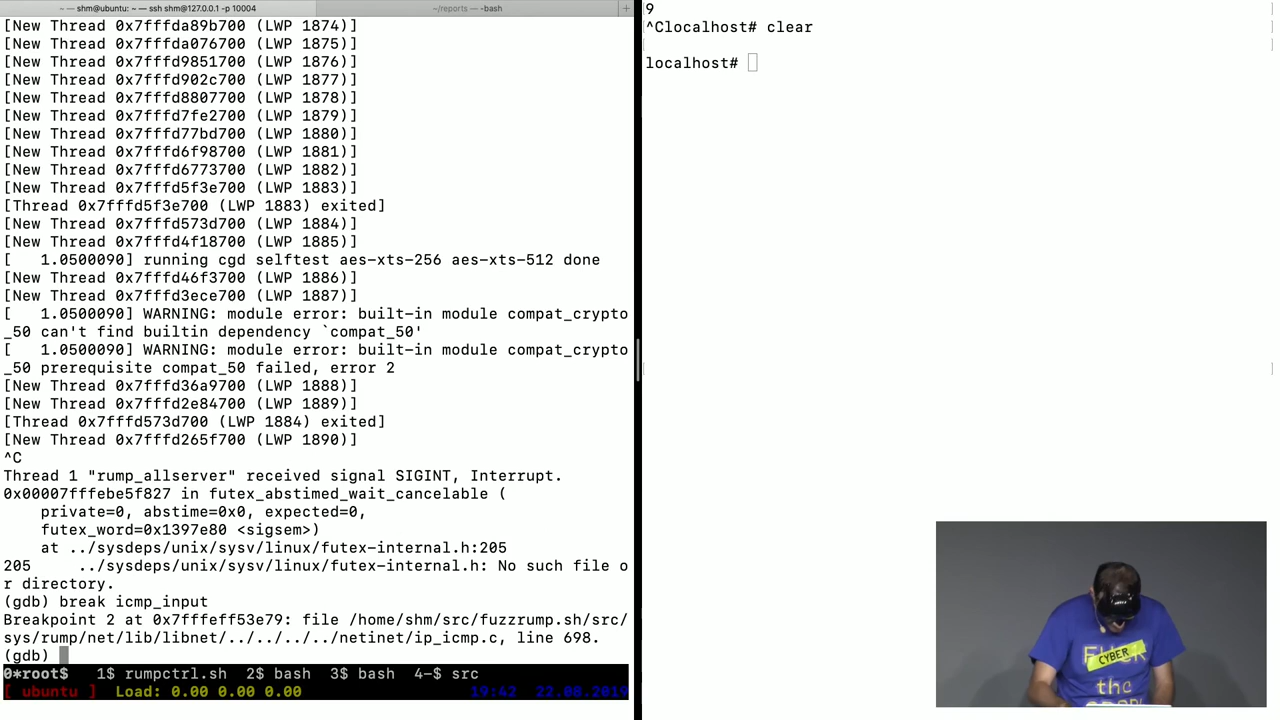 ~ — shm@ubuntu: ~ — ssh shm@127.0.0.1 -p 10004
~/reports — -bash
+
[New Thread 0x7fffda89b700 (LWP 1874)]
[New Thread 0x7fffda076700 (LWP 1875)]
[New Thread 0x7fffd9851700 (LWP 1876)]
[New Thread 0x7fffd902c700 (LWP 1877)]
[New Thread 0x7fffd8807700 (LWP 1878)]
[New Thread 0x7fffd7fe2700 (LWP 1879)]
[New Thread 0x7fffd77bd700 (LWP 1880)]
[New Thread 0x7fffd6f98700 (LWP 1881)]
[New Thread 0x7fffd6773700 (LWP 1882)]
[New Thread 0x7fffd5f3e700 (LWP 1883)]
[Thread 0x7fffd5f3e700 (LWP 1883) exited]
[New Thread 0x7fffd573d700 (LWP 1884)]
[New Thread 0x7fffd4f18700 (LWP 1885)]
[   1.0500090] running cgd selftest aes-xts-256 aes-xts-512 done
[New Thread 0x7fffd46f3700 (LWP 1886)]
[New Thread 0x7fffd3ece700 (LWP 1887)]
[   1.0500090] WARNING: module error: built-in module compat_crypto
_50 can't find builtin dependency `compat_50'
[   1.0500090] WARNING: module error: built-in module compat_crypto
_50 prerequisite compat_50 failed, error 2
[New Thread 0x7fffd36a9700 (LWP 1888)]
[New Thread 0x7fffd2e84700 (LWP 1889)]
[Thread 0x7fffd573d700 (LWP 1884) exited]
[New Thread 0x7fffd265f700 (LWP 1890)]
^C
Thread 1 "rump_allserver" received signal SIGINT, Interrupt.
0x00007fffebe5f827 in futex_abstimed_wait_cancelable (
    private=0, abstime=0x0, expected=0,
    futex_word=0x1397e80 <sigsem>)
    at ../sysdeps/unix/sysv/linux/futex-internal.h:205
205     ../sysdeps/unix/sysv/linux/futex-internal.h: No such file o
r directory.
(gdb) break icmp_input
Breakpoint 2 at 0x7fffeff53e79: file /home/shm/src/fuzzrump.sh/src/
sys/rump/net/lib/libnet/../../../../netinet/ip_icmp.c, line 698.
(gdb)
0*root$   1$ rumpctrl.sh  2$ bash  3$ bash  4-$ src
[ ubuntu ]  Load: 0.00 0.00 0.00   19:42  22.08.2019
9
^Clocalhost# clear
localhost#
CYBER
the